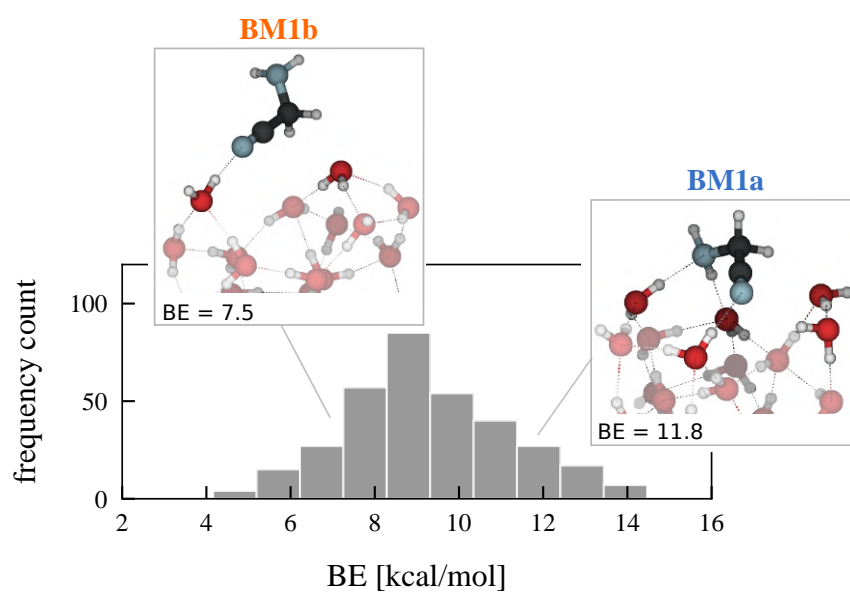 BM1b
BE = 7.5
BM1a
BE = 11.8
frequency count
100
50
0
2 4 6 8 10 12 14 16
BE [kcal/mol]